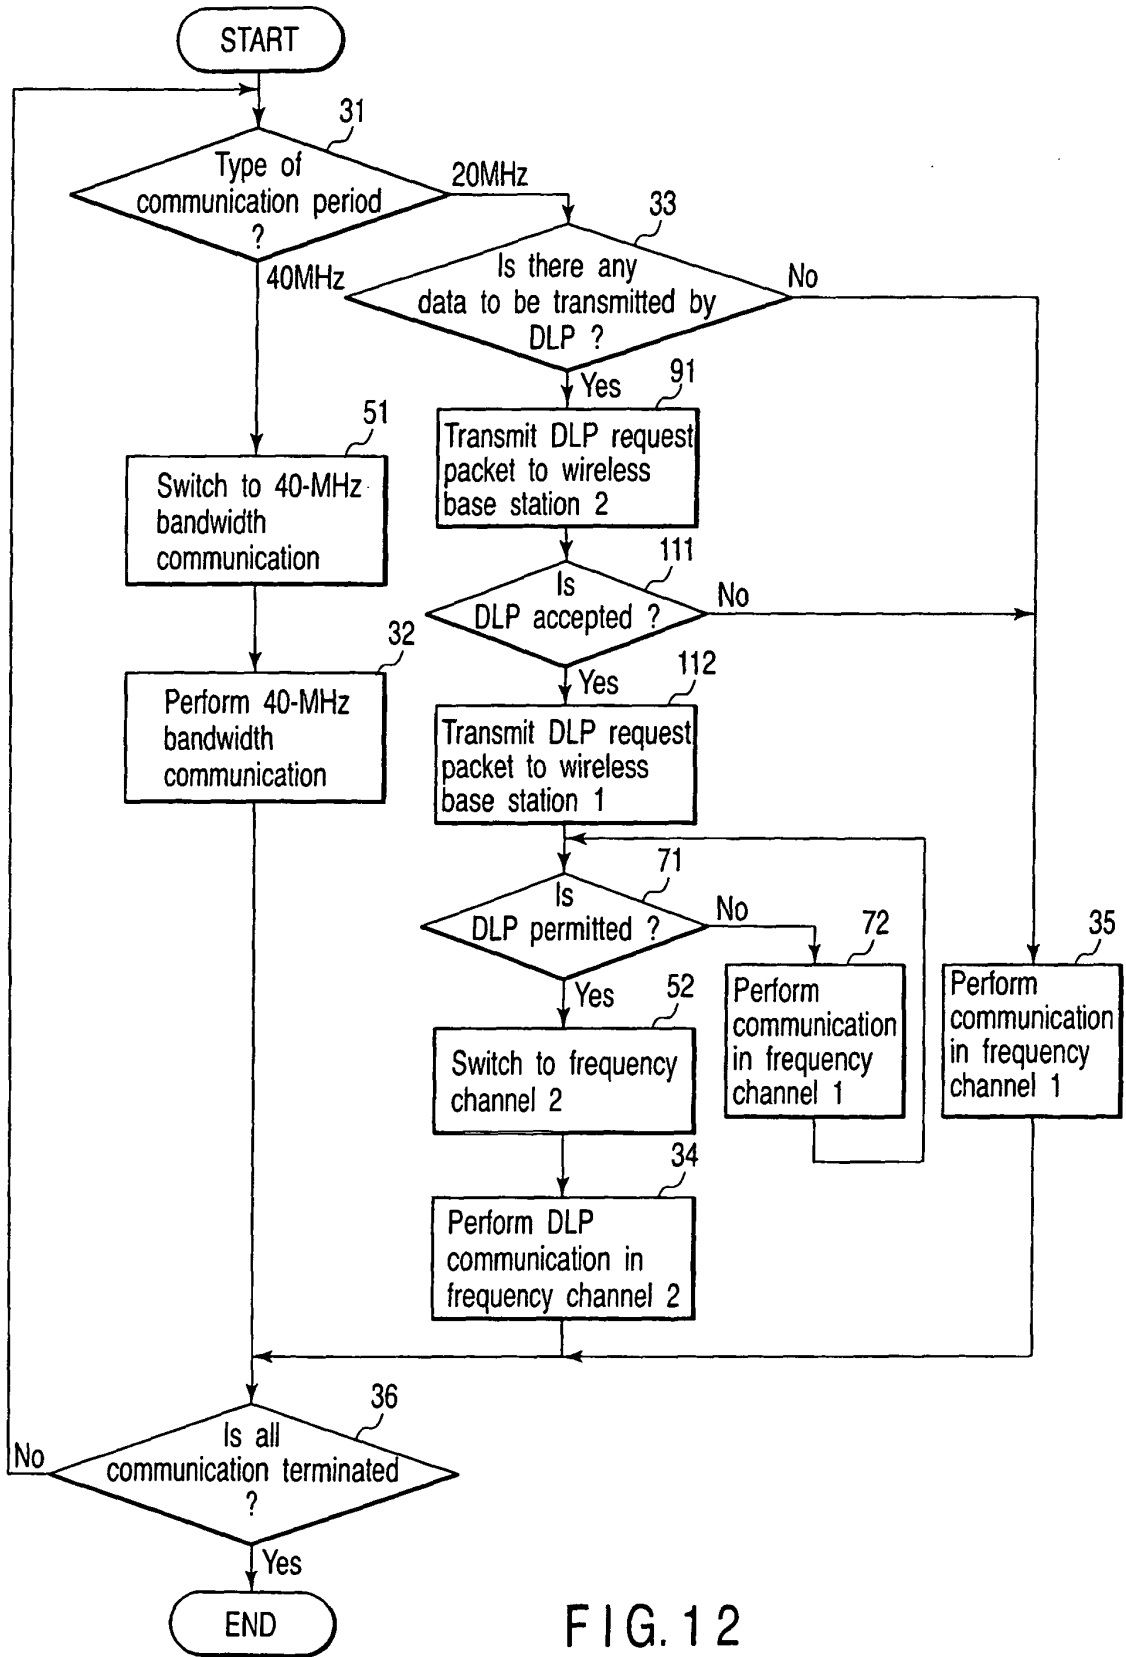 START
31
Type of
communication period
?
20MHz
40MHz
33
Is there any
data to be transmitted by
DLP ?
No
Yes
91
Transmit DLP request
packet to wireless
base station 2
51
Switch to 40-MHz
bandwidth
communication
111
Is
DLP accepted ?
No
Yes
32
Perform 40-MHz
bandwidth
communication
112
Transmit DLP request
packet to wireless
base station 1
71
Is
DLP permitted ?
No
Yes
72
Perform
communication
in frequency
channel 1
35
Perform
communication
in frequency
channel 1
52
Switch to frequency
channel 2
34
Perform DLP
communication in
frequency channel 2
36
Is all
communication terminated
?
No
Yes
END
FIG. 12